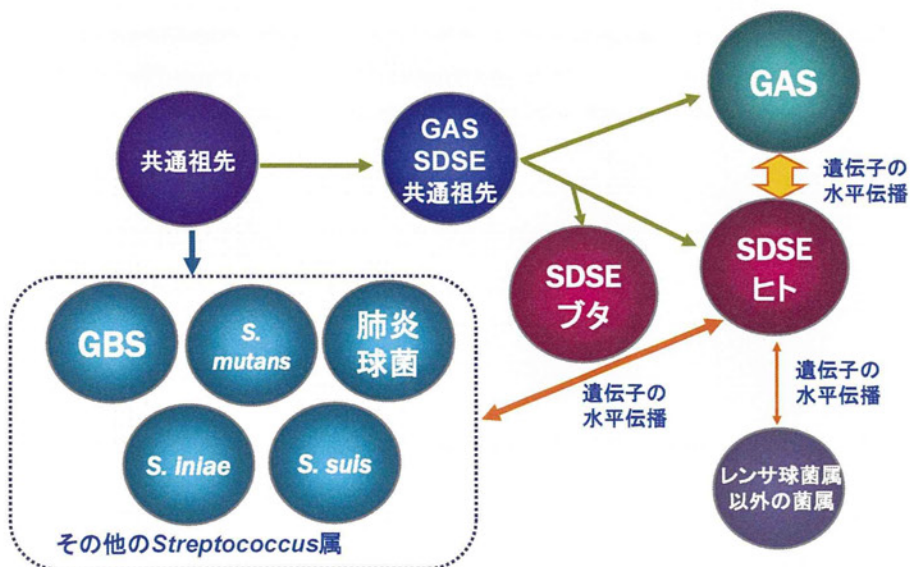 GAS
共通祖先
GAS
SDSE
共通祖先
遺伝子の
水平伝播
SDSE
ヒト
SDSE
ブタ
GBS
S.
mutans
肺炎
球菌
遺伝子の
水平伝播
遺伝子の
水平伝播
S. iniae
S. suis
レンサ球菌属
以外の菌属
その他のStreptococcus属